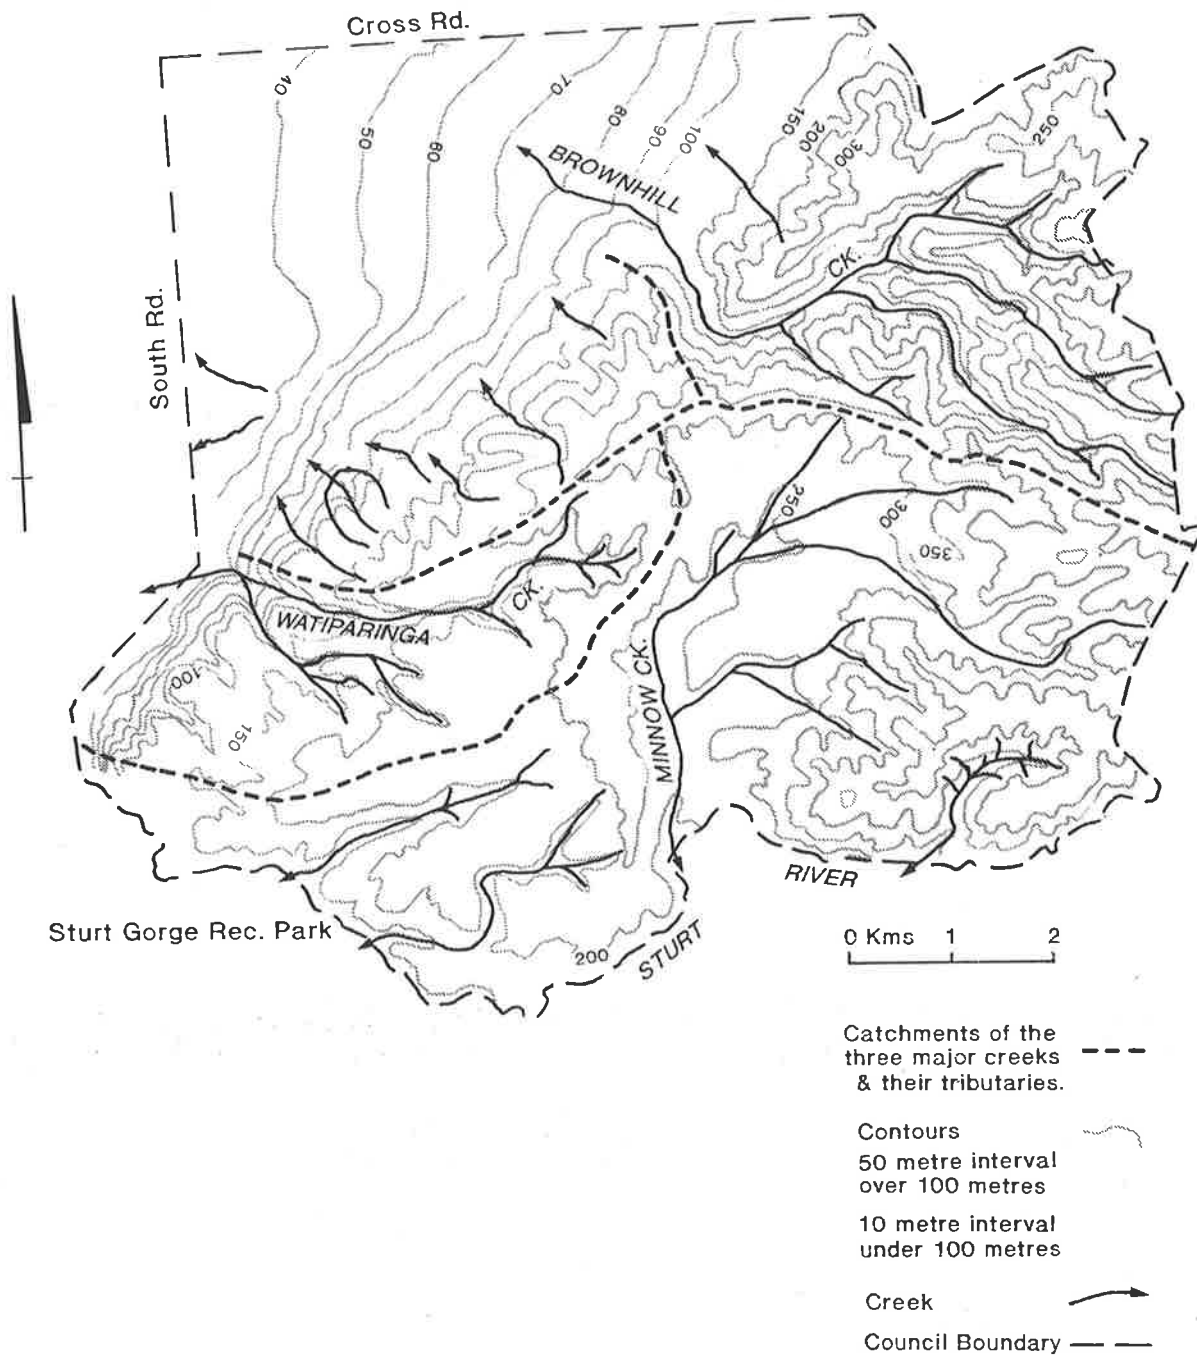 Cross Rd.
South Rd.
40
50
60
70
80
90
100
150
200
300
250
BROWNHILL
CK.
250
300
350
WATIPARINGA
CK.
MINNOW CK.
100
150
200
Sturt Gorge Rec. Park
STURT
RIVER
0 Kms 1 2
Catchments of the
three major creeks
& their tributaries.
Contours
50 metre interval
over 100 metres
10 metre interval
under 100 metres
Creek
Council Boundary